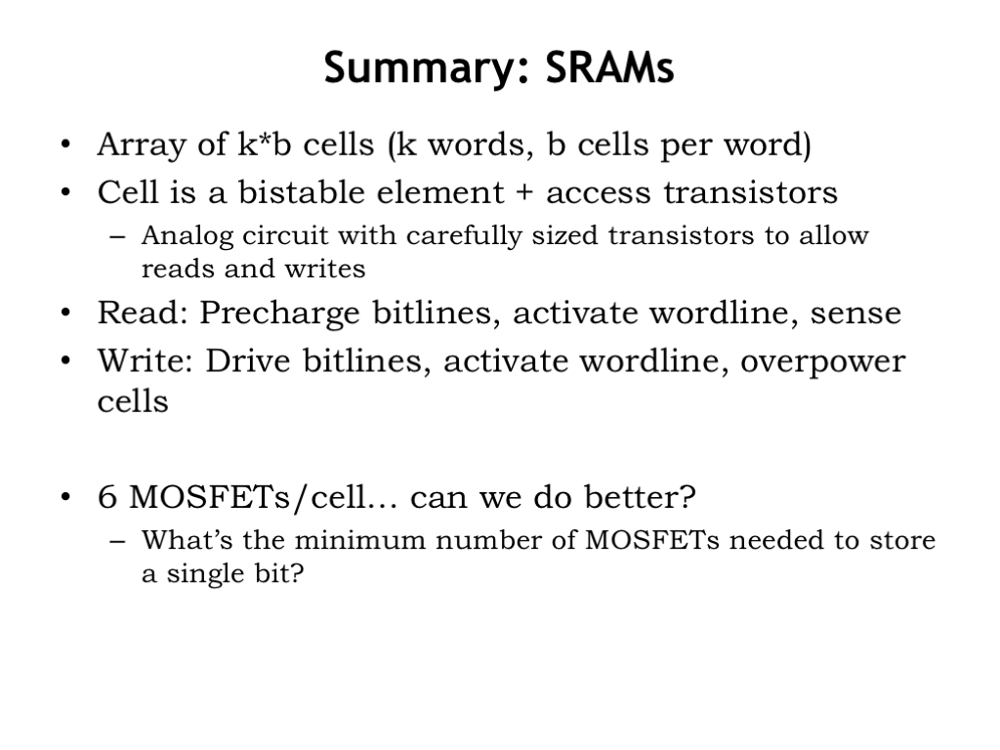 Summary: SRAMs
• Array of k*b cells (k words, b cells per word)
• Cell is a bistable element + access transistors
– Analog circuit with carefully sized transistors to allow
reads and writes
• Read: Precharge bitlines, activate wordline, sense
• Write: Drive bitlines, activate wordline, overpower
cells
• 6 MOSFETs/cell… can we do better?
– What’s the minimum number of MOSFETs needed to store
a single bit?